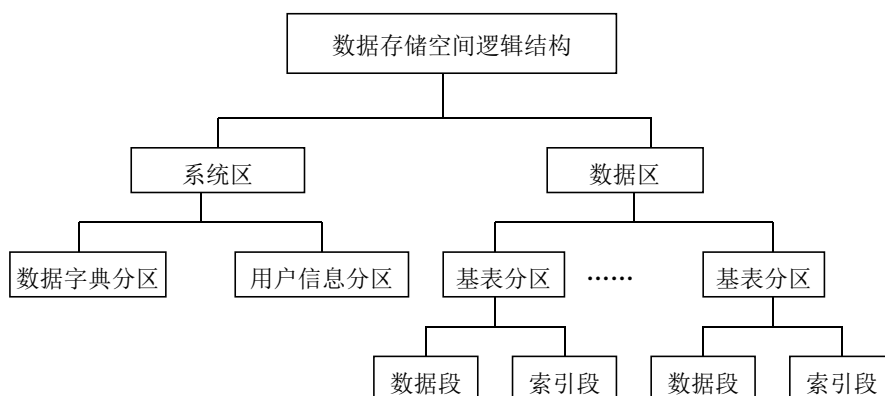 数据存储空间逻辑结构
系统区
数据区
数据字典分区
用户信息分区
基表分区
……
基表分区
数据段
索引段
数据段
索引段